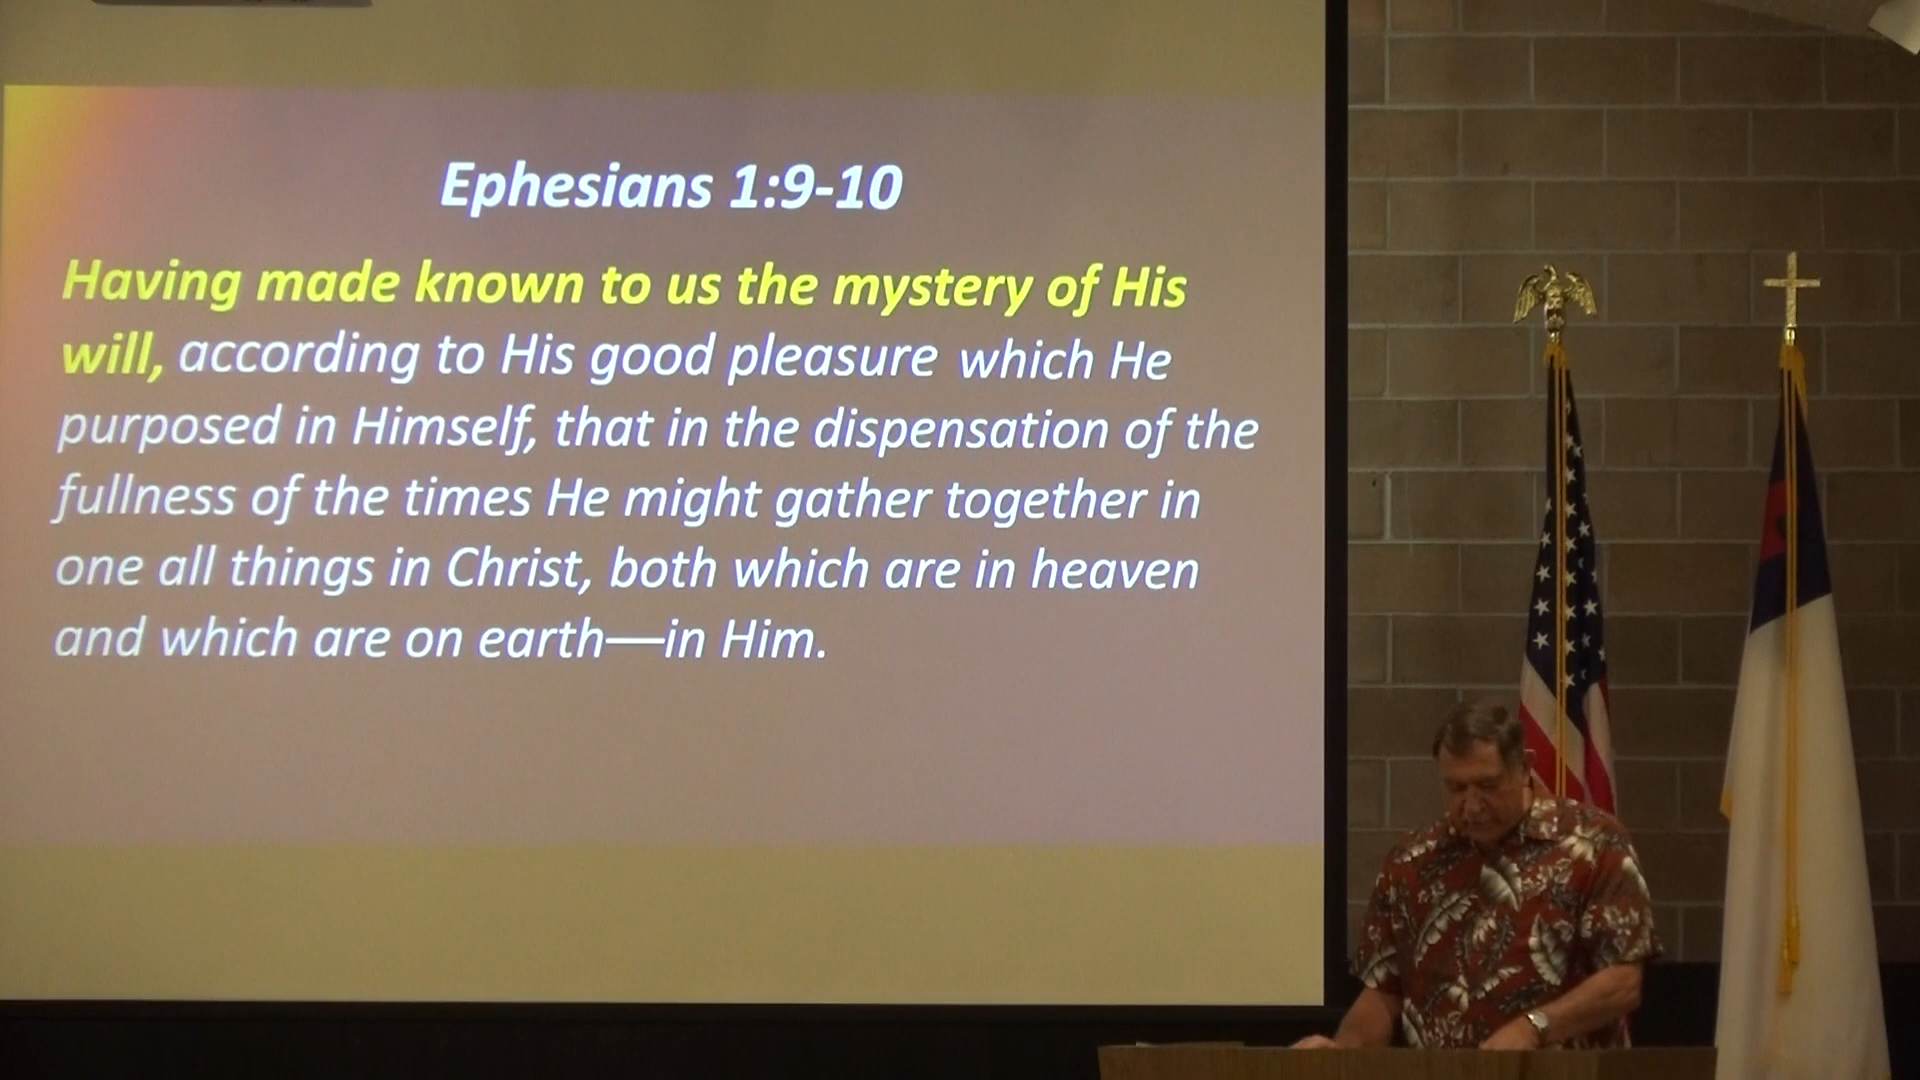 Ephesians 1:9-10
Having made known to us the mystery of His
will, according to His good pleasure which He
purposed in Himself, that in the dispensation of the
fullness of the times He might gather together in
one all things in Christ, both which are in heaven
and which are on earth—in Him.